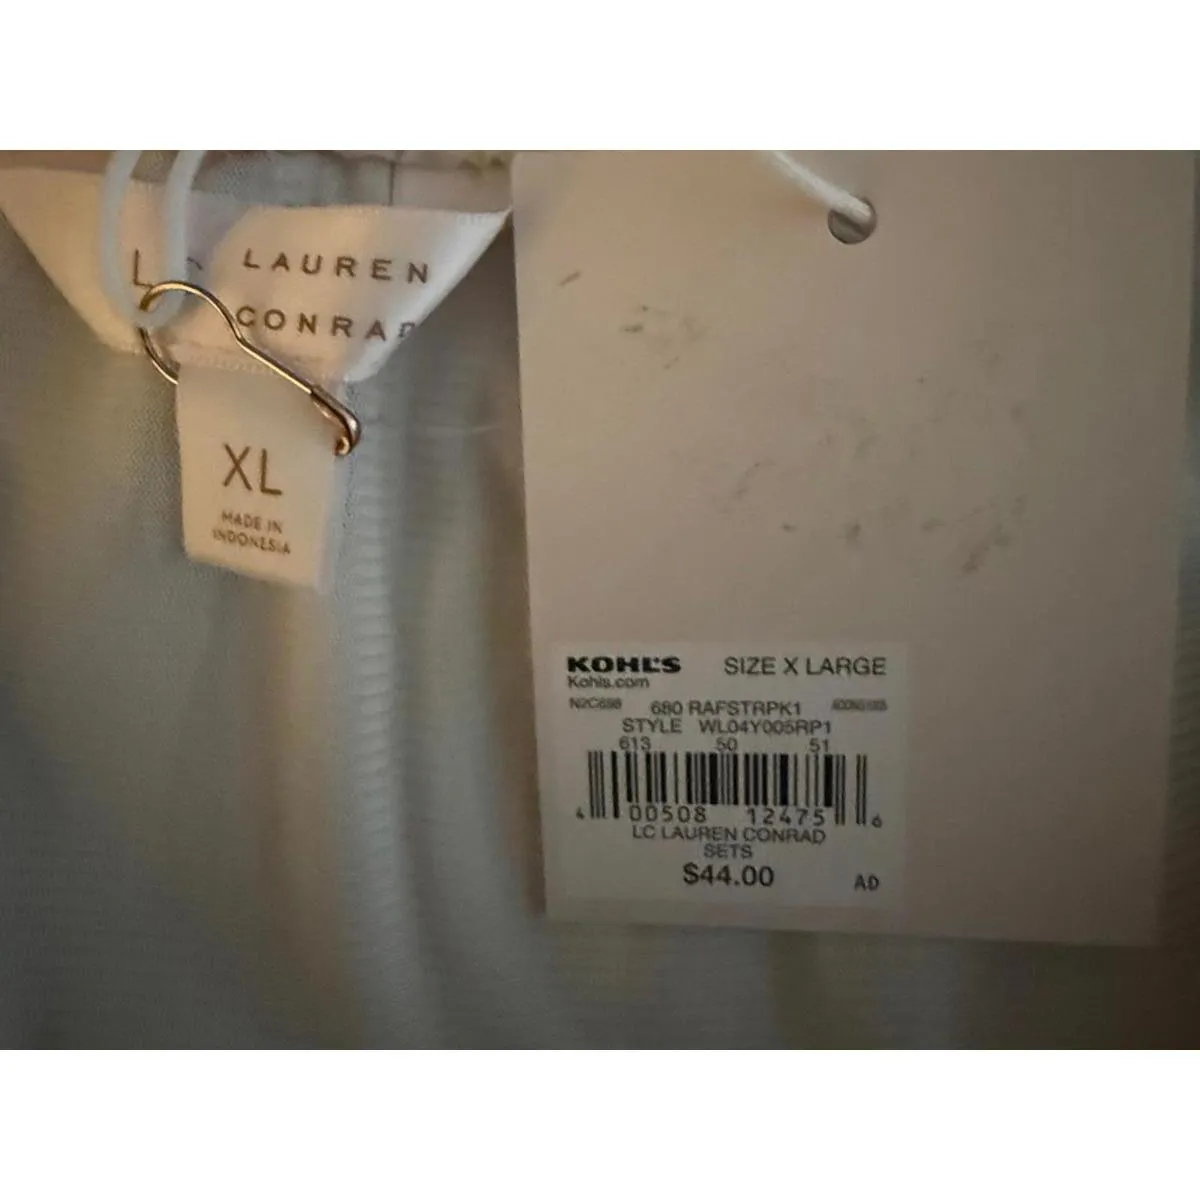 L
LAUREN
CONRAD
XL
MADE IN
INDONESIA
KOHL'S SIZE X LARGE
Kohls.com
N2C698 680 RAFSTRPK1
STYLE WL04Y005RP1
613 50 51
4 00508 12475 6
LC LAUREN CONRAD
SETS
$44.00 AD